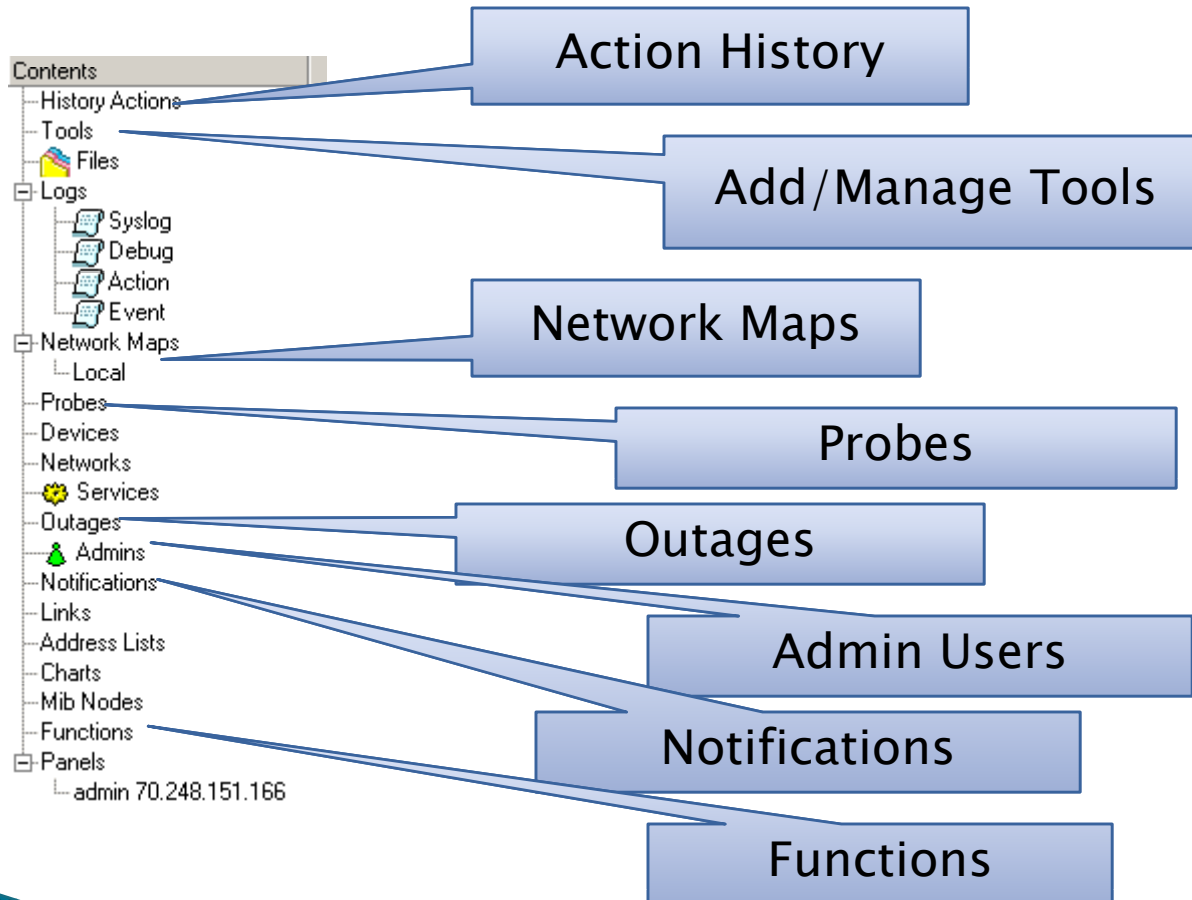 Contents
History Actions
Tools
Files
Logs
Syslog
Debug
Action
Event
Network Maps
Local
Probes
Devices
Networks
Services
Outages
Admins
Notifications
Links
Address Lists
Charts
Mib Nodes
Functions
Panels
admin 70.248.151.166
Action History
Add/Manage Tools
Network Maps
Probes
Outages
Admin Users
Notifications
Functions